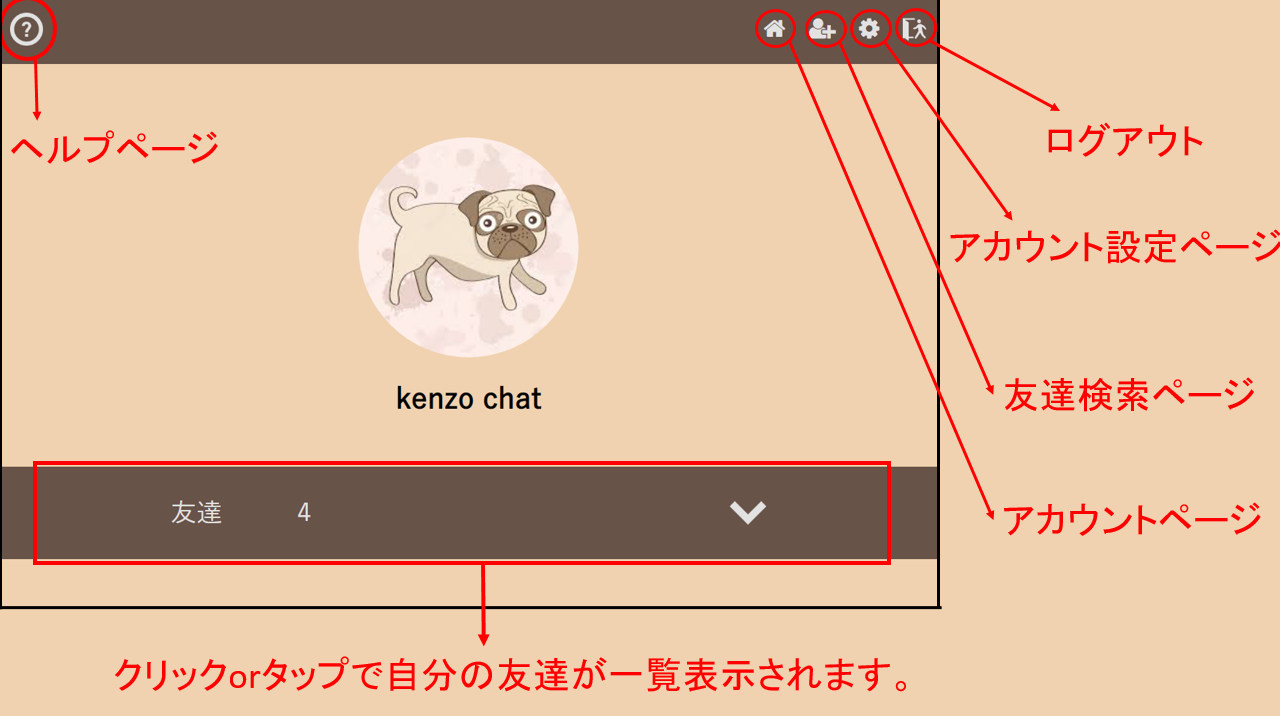 ヘルプページ
ログアウト
アカウント設定ページ
kenzo chat
友達検索ページ
友達 4
アカウントページ
クリックorタップで自分の友達が一覧表示されます。